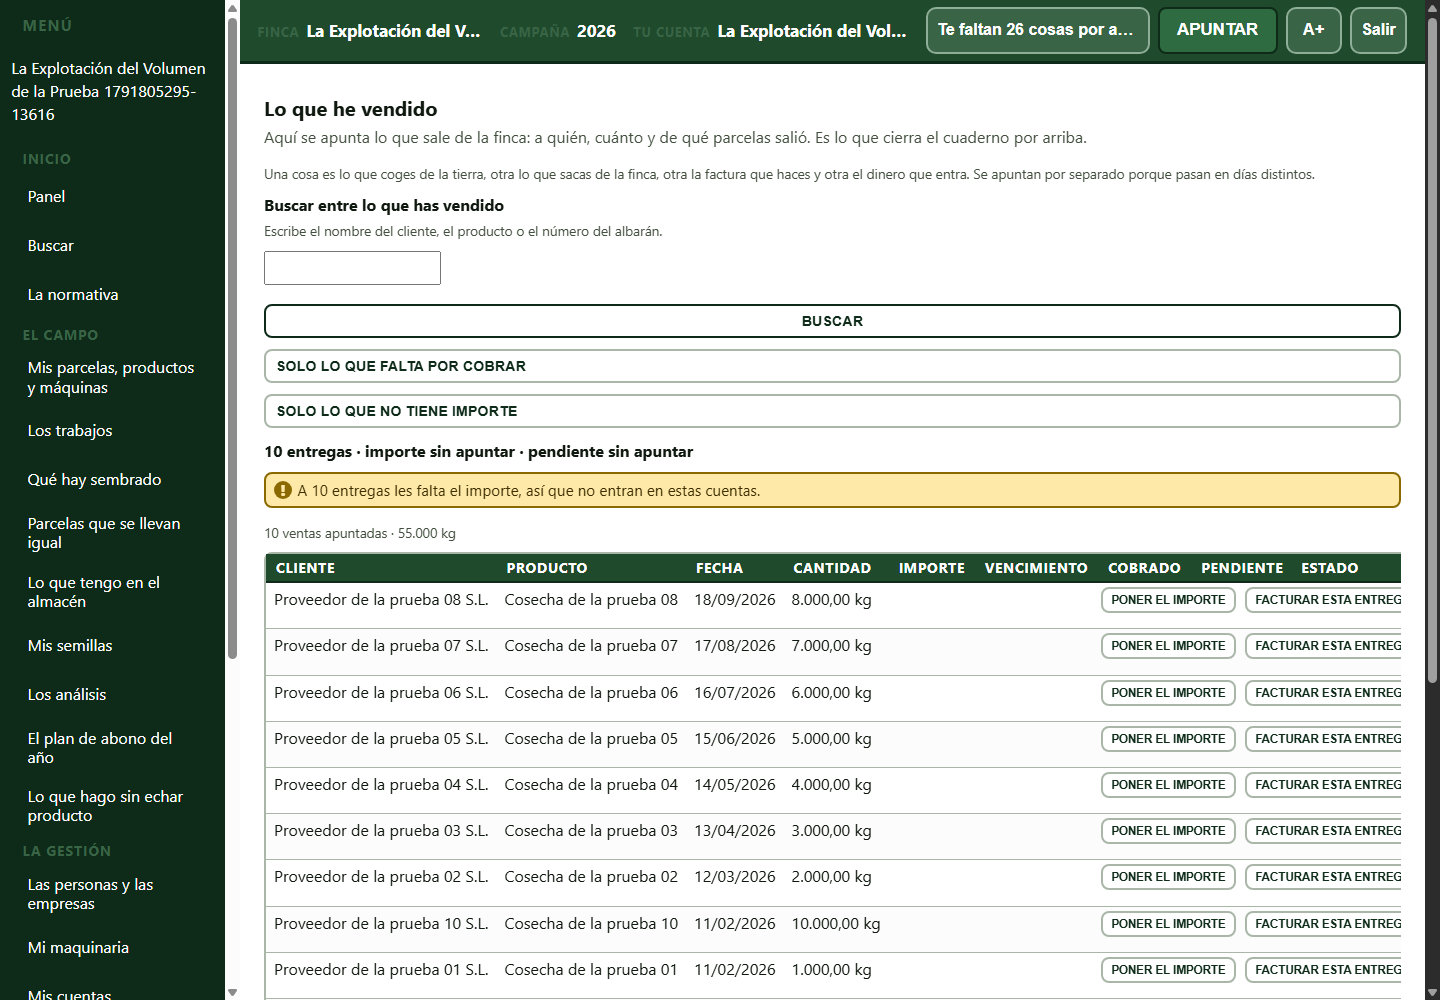 MENÚ
La Explotación del Volumen
de la Prueba 1791805295-
13616
INICIO
Panel
Buscar
La normativa
EL CAMPO
Mis parcelas, productos
y máquinas
Los trabajos
Qué hay sembrado
Parcelas que se llevan
igual
Lo que tengo en el
almacén
Mis semillas
Los análisis
El plan de abono del
año
Lo que hago sin echar
producto
LA GESTIÓN
Las personas y las
empresas
Mi maquinaria
Mis cuentas
FINCA La Explotación del V... CAMPAÑA 2026 TU CUENTA La Explotación del Vol... Te faltan 26 cosas por a... APUNTAR A+ Salir
Lo que he vendido
Aquí se apunta lo que sale de la finca: a quién, cuánto y de qué parcelas salió. Es lo que cierra el cuaderno por arriba.
Una cosa es lo que coges de la tierra, otra lo que sacas de la finca, otra la factura que haces y otra el dinero que entra. Se apuntan por separado porque pasan en días distintos.
Buscar entre lo que has vendido
Escribe el nombre del cliente, el producto o el número del albarán.
BUSCAR
SOLO LO QUE FALTA POR COBRAR
SOLO LO QUE NO TIENE IMPORTE
10 entregas · importe sin apuntar · pendiente sin apuntar
A 10 entregas les falta el importe, así que no entran en estas cuentas.
10 ventas apuntadas · 55.000 kg
CLIENTE PRODUCTO FECHA CANTIDAD IMPORTE VENCIMIENTO COBRADO PENDIENTE ESTADO
Proveedor de la prueba 08 S.L. Cosecha de la prueba 08 18/09/2026 8.000,00 kg PONER EL IMPORTE FACTURAR ESTA ENTREG
Proveedor de la prueba 07 S.L. Cosecha de la prueba 07 17/08/2026 7.000,00 kg PONER EL IMPORTE FACTURAR ESTA ENTREG
Proveedor de la prueba 06 S.L. Cosecha de la prueba 06 16/07/2026 6.000,00 kg PONER EL IMPORTE FACTURAR ESTA ENTREG
Proveedor de la prueba 05 S.L. Cosecha de la prueba 05 15/06/2026 5.000,00 kg PONER EL IMPORTE FACTURAR ESTA ENTREG
Proveedor de la prueba 04 S.L. Cosecha de la prueba 04 14/05/2026 4.000,00 kg PONER EL IMPORTE FACTURAR ESTA ENTREG
Proveedor de la prueba 03 S.L. Cosecha de la prueba 03 13/04/2026 3.000,00 kg PONER EL IMPORTE FACTURAR ESTA ENTREG
Proveedor de la prueba 02 S.L. Cosecha de la prueba 02 12/03/2026 2.000,00 kg PONER EL IMPORTE FACTURAR ESTA ENTREG
Proveedor de la prueba 10 S.L. Cosecha de la prueba 10 11/02/2026 10.000,00 kg PONER EL IMPORTE FACTURAR ESTA ENTREG
Proveedor de la prueba 01 S.L. Cosecha de la prueba 01 11/02/2026 1.000,00 kg PONER EL IMPORTE FACTURAR ESTA ENTREG